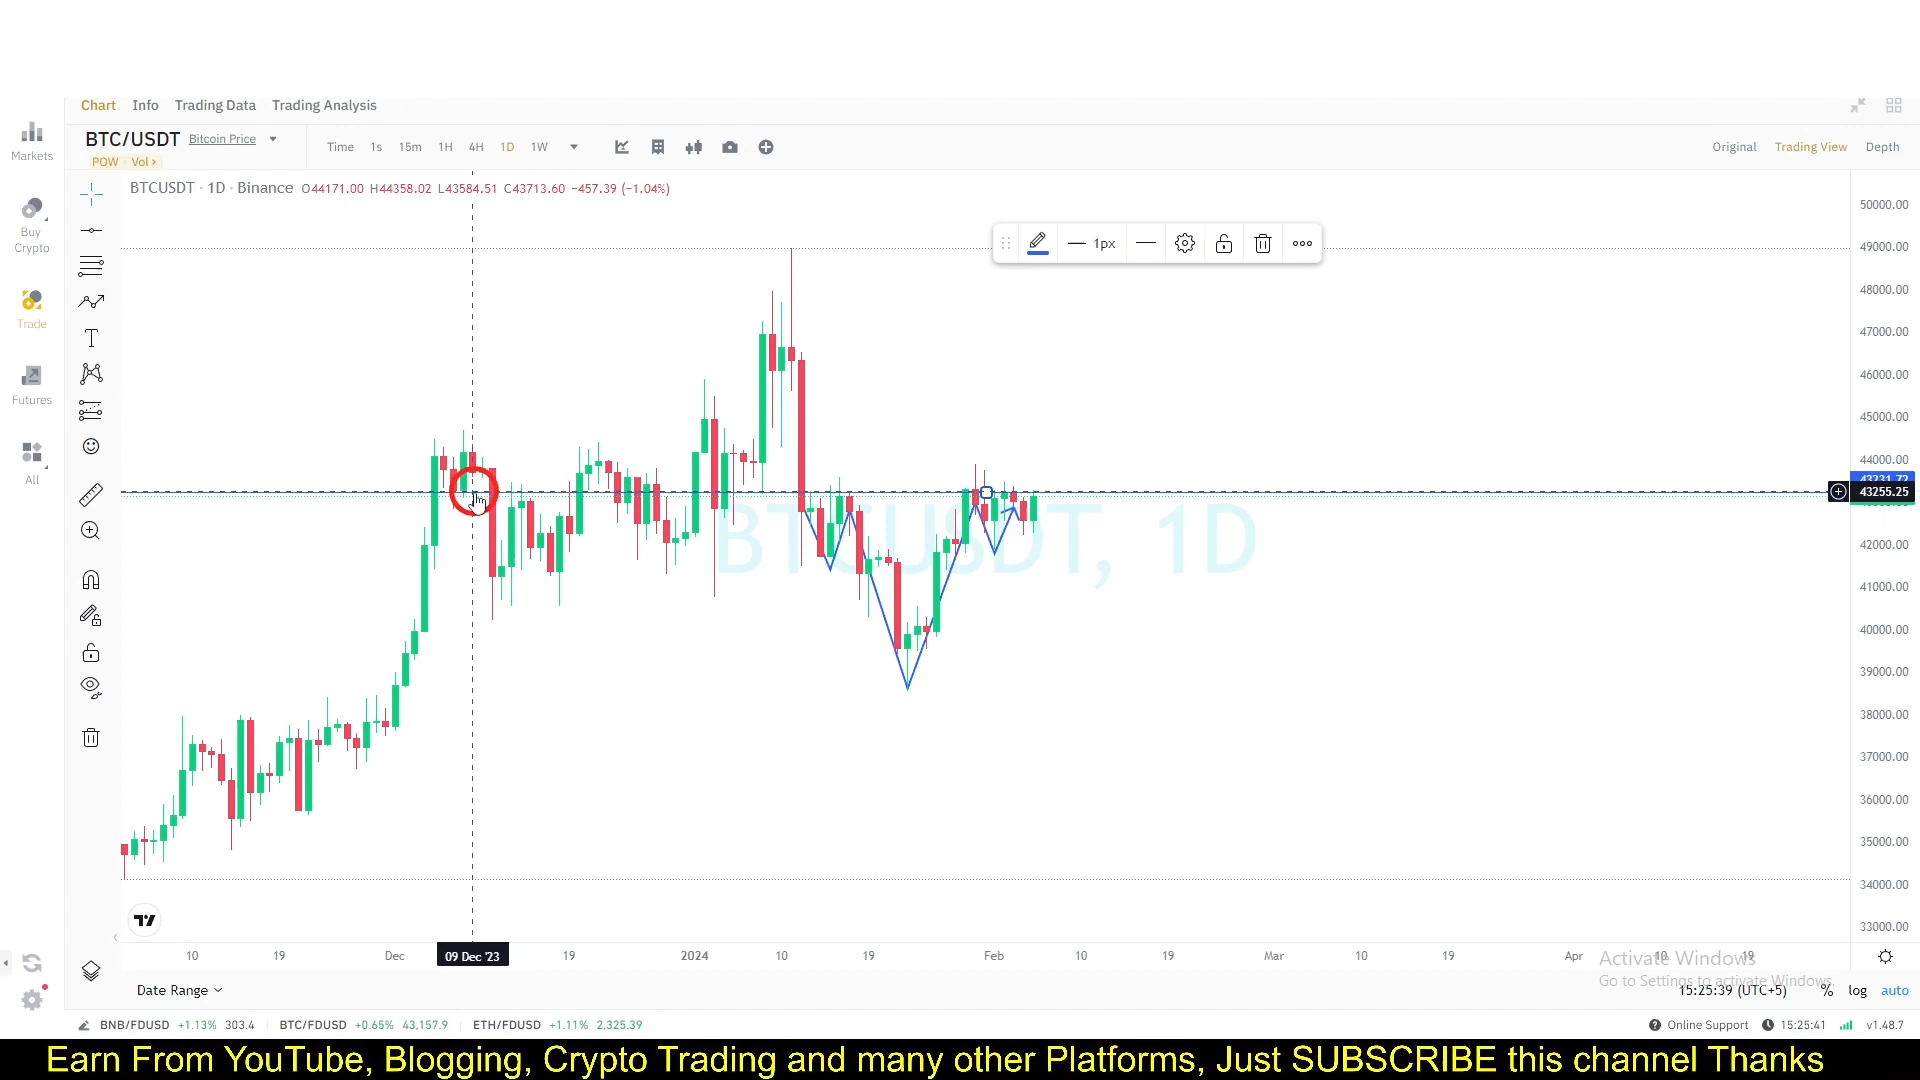 Chart Info Trading Data Trading Analysis
BTC/USDT Bitcoin Price
POW Vol
Time 1s 15m 1H 4H 1D 1W
Original Trading View Depth
Markets
Buy
Crypto
Trade
Futures
All
BTCUSDT · 1D · Binance O44171.00 H44358.02 L43584.51 C43713.60 −457.39 (−1.04%)
1px
50000.00
49000.00
48000.00
47000.00
46000.00
45000.00
44000.00
43231.72
43255.25
42000.00
41000.00
40000.00
39000.00
38000.00
37000.00
36000.00
35000.00
34000.00
33000.00
BTCUSDT, 1D
10 19 Dec 09 Dec '23 19 2024 10 19 Feb 10 19 Mar 10 19 Apr 10 19
Activate Windows
Go to Settings to activate Windows.
Date Range
15:25:39 (UTC+5) % log auto
BNB/FDUSD +1.13% 303.4 BTC/FDUSD +0.65% 43,157.9 ETH/FDUSD +1.11% 2,325.39
Online Support 15:25:41 v1.48.7
Earn From YouTube, Blogging, Crypto Trading and many other Platforms, Just SUBSCRIBE this channel Thanks